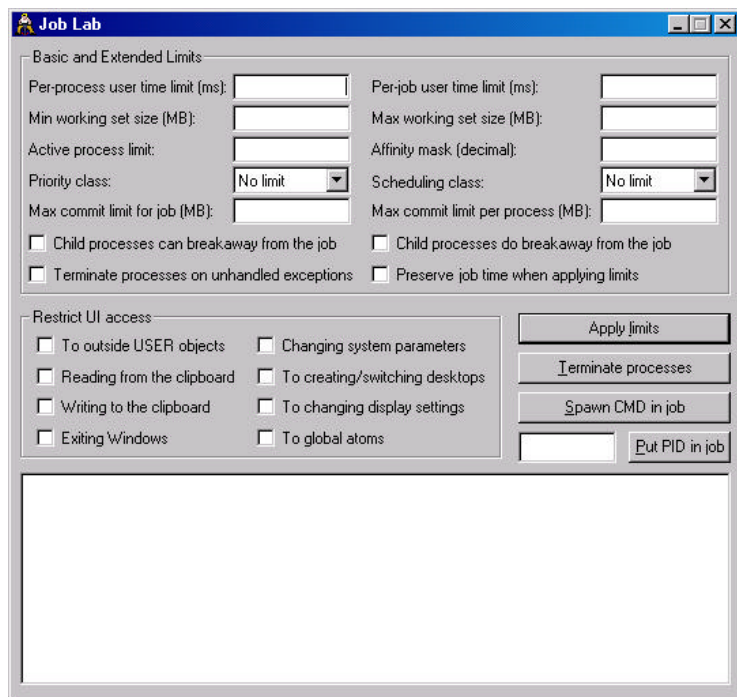 Job Lab
Basic and Extended Limits
Per-process user time limit (ms): Per-job user time limit (ms):
Min working set size (MB): Max working set size (MB):
Active process limit: Affinity mask (decimal):
Priority class: No limit Scheduling class: No limit
Max commit limit for job (MB): Max commit limit per process (MB):
Child processes can breakaway from the job Child processes do breakaway from the job
Terminate processes on unhandled exceptions Preserve job time when applying limits
Restrict UI access
To outside USER objects Changing system parameters
Reading from the clipboard To creating/switching desktops
Writing to the clipboard To changing display settings
Exiting Windows To global atoms
Apply limits
Terminate processes
Spawn CMD in job
Put PID in job